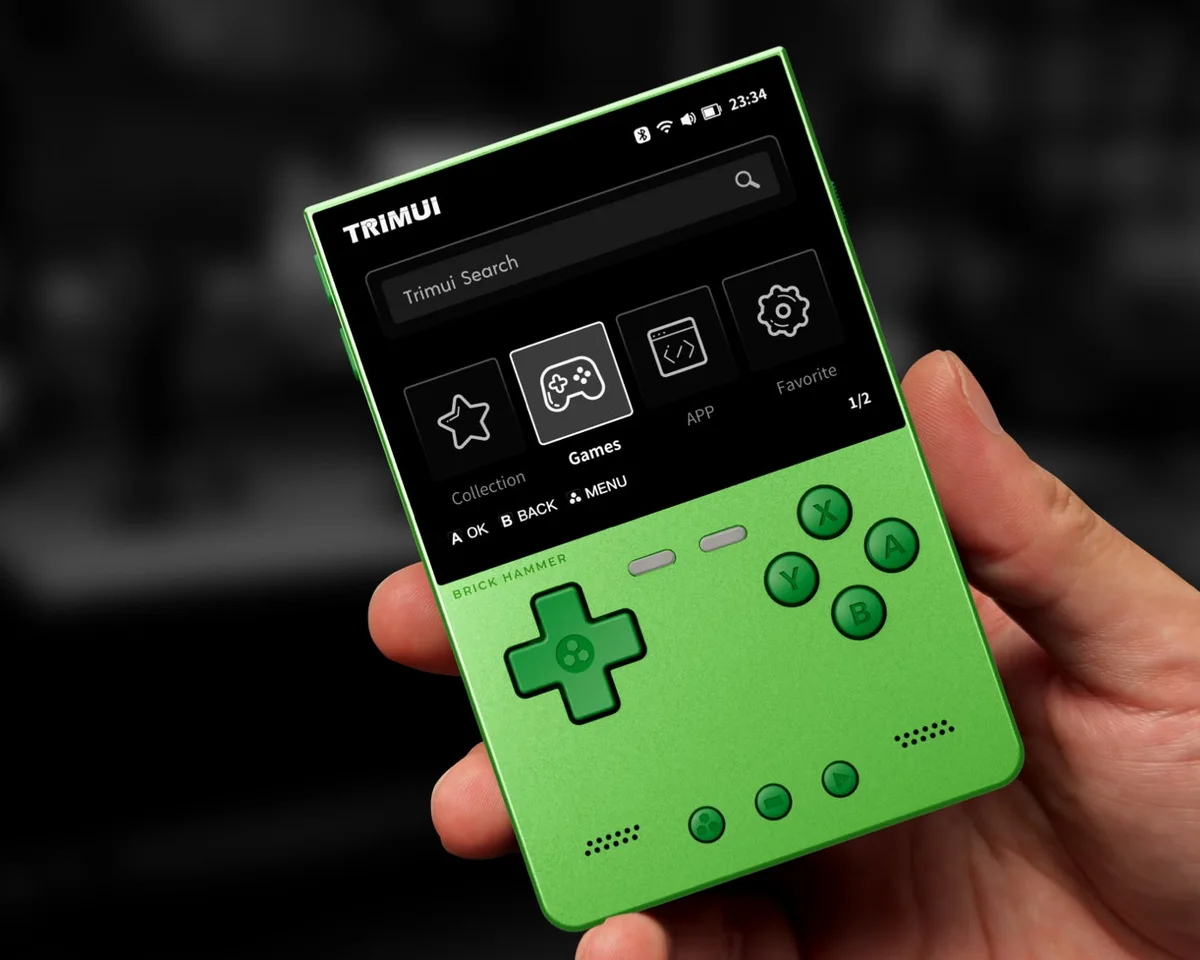 23:34
TRIMUI
Trimui Search
Collection
Games
APP
Favorite
1/2
A OK B BACK MENU
BRICK HAMMER
X
Y
A
B